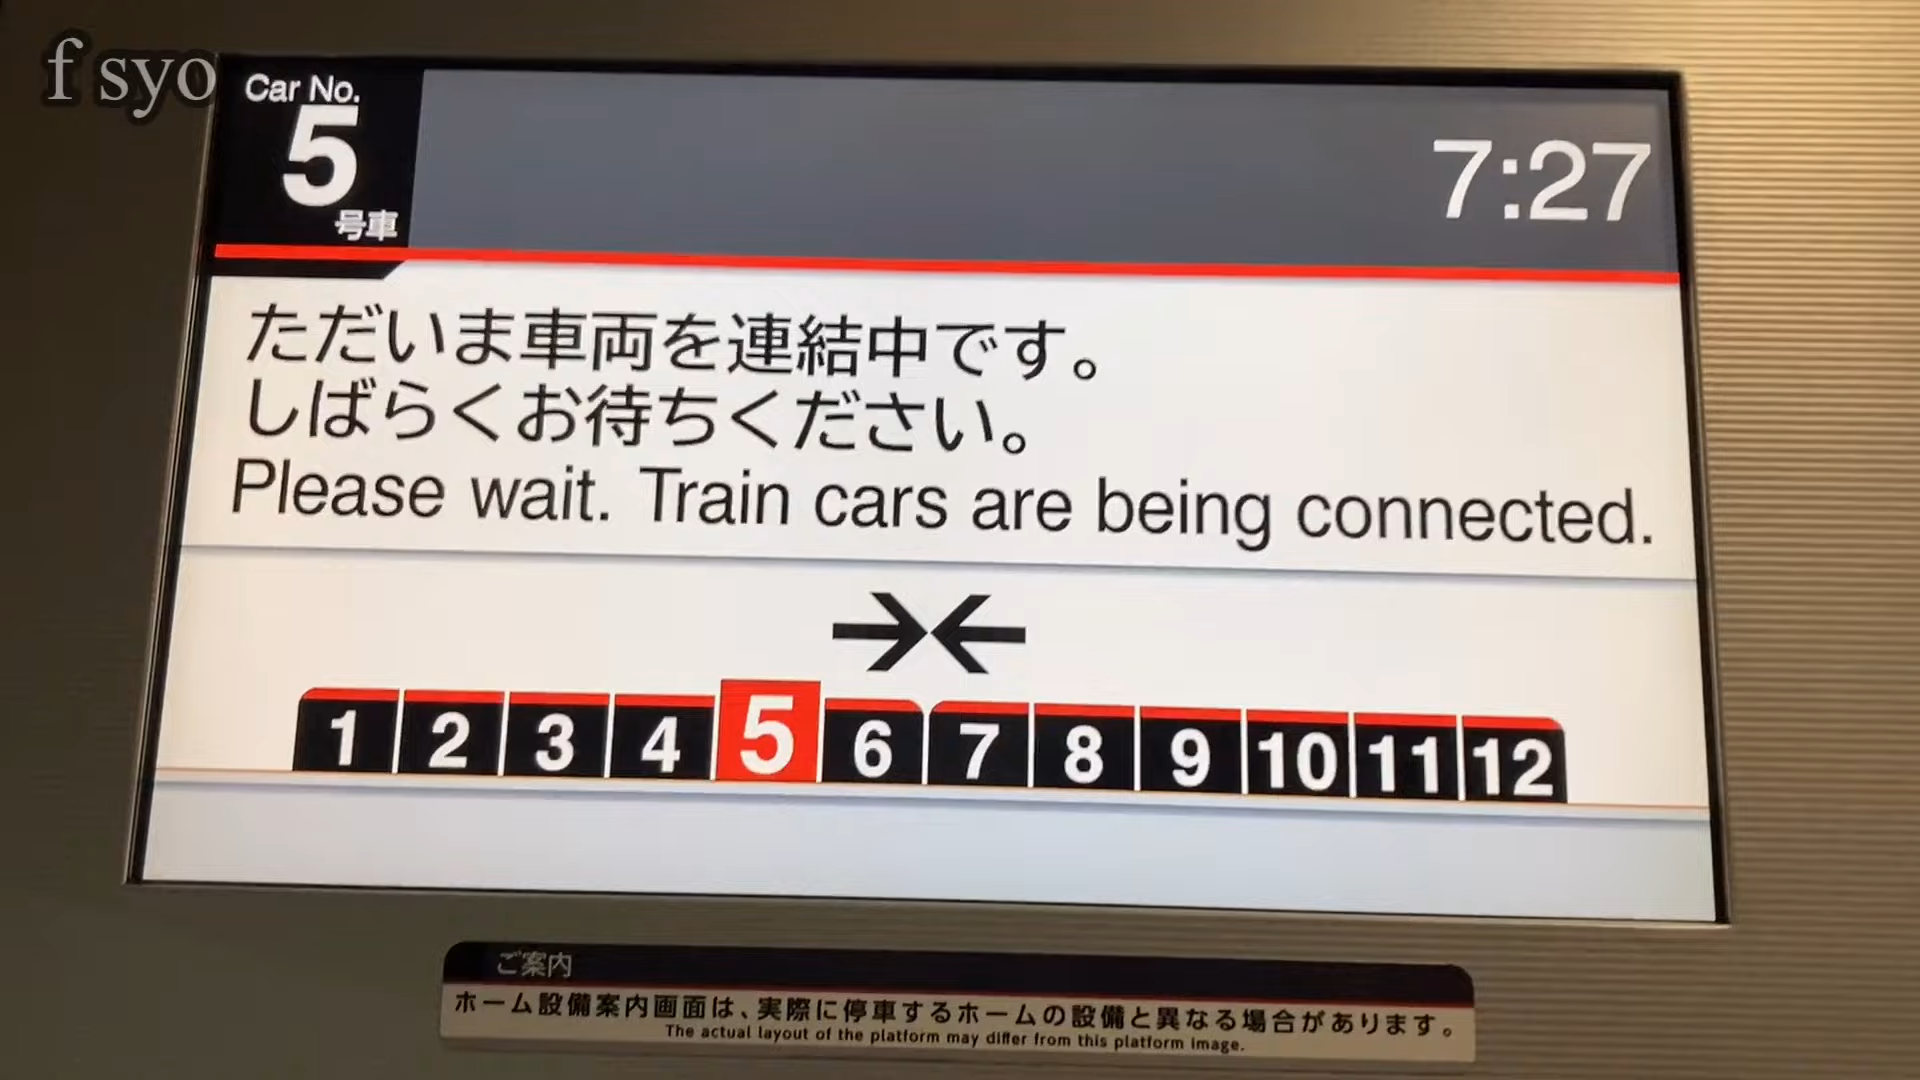 f syo
Car No.
5
号車
7:27
ただいま車両を連結中です。
しばらくお待ちください。
Please wait. Train cars are being connected.
1 2 3 4 5 6 7 8 9 10 11 12
ご案内
ホーム設備案内画面は、実際に停車するホームの設備と異なる場合があります。
The actual layout of the platform may differ from this platform image.